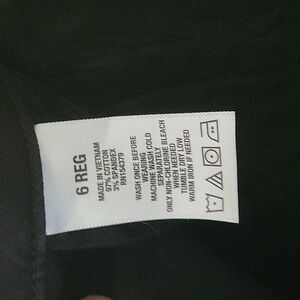 6 REG
MADE IN VIETNAM
97% COTTON
3% SPANDEX
RN154379
WASH ONCE BEFORE
WEARING
MACHINE WASH COLD
SEPARATELY
ONLY NON-CHLORINE BLEACH
WHEN NEEDED
TUMBLE DRY LOW
WARM IRON IF NEEDED